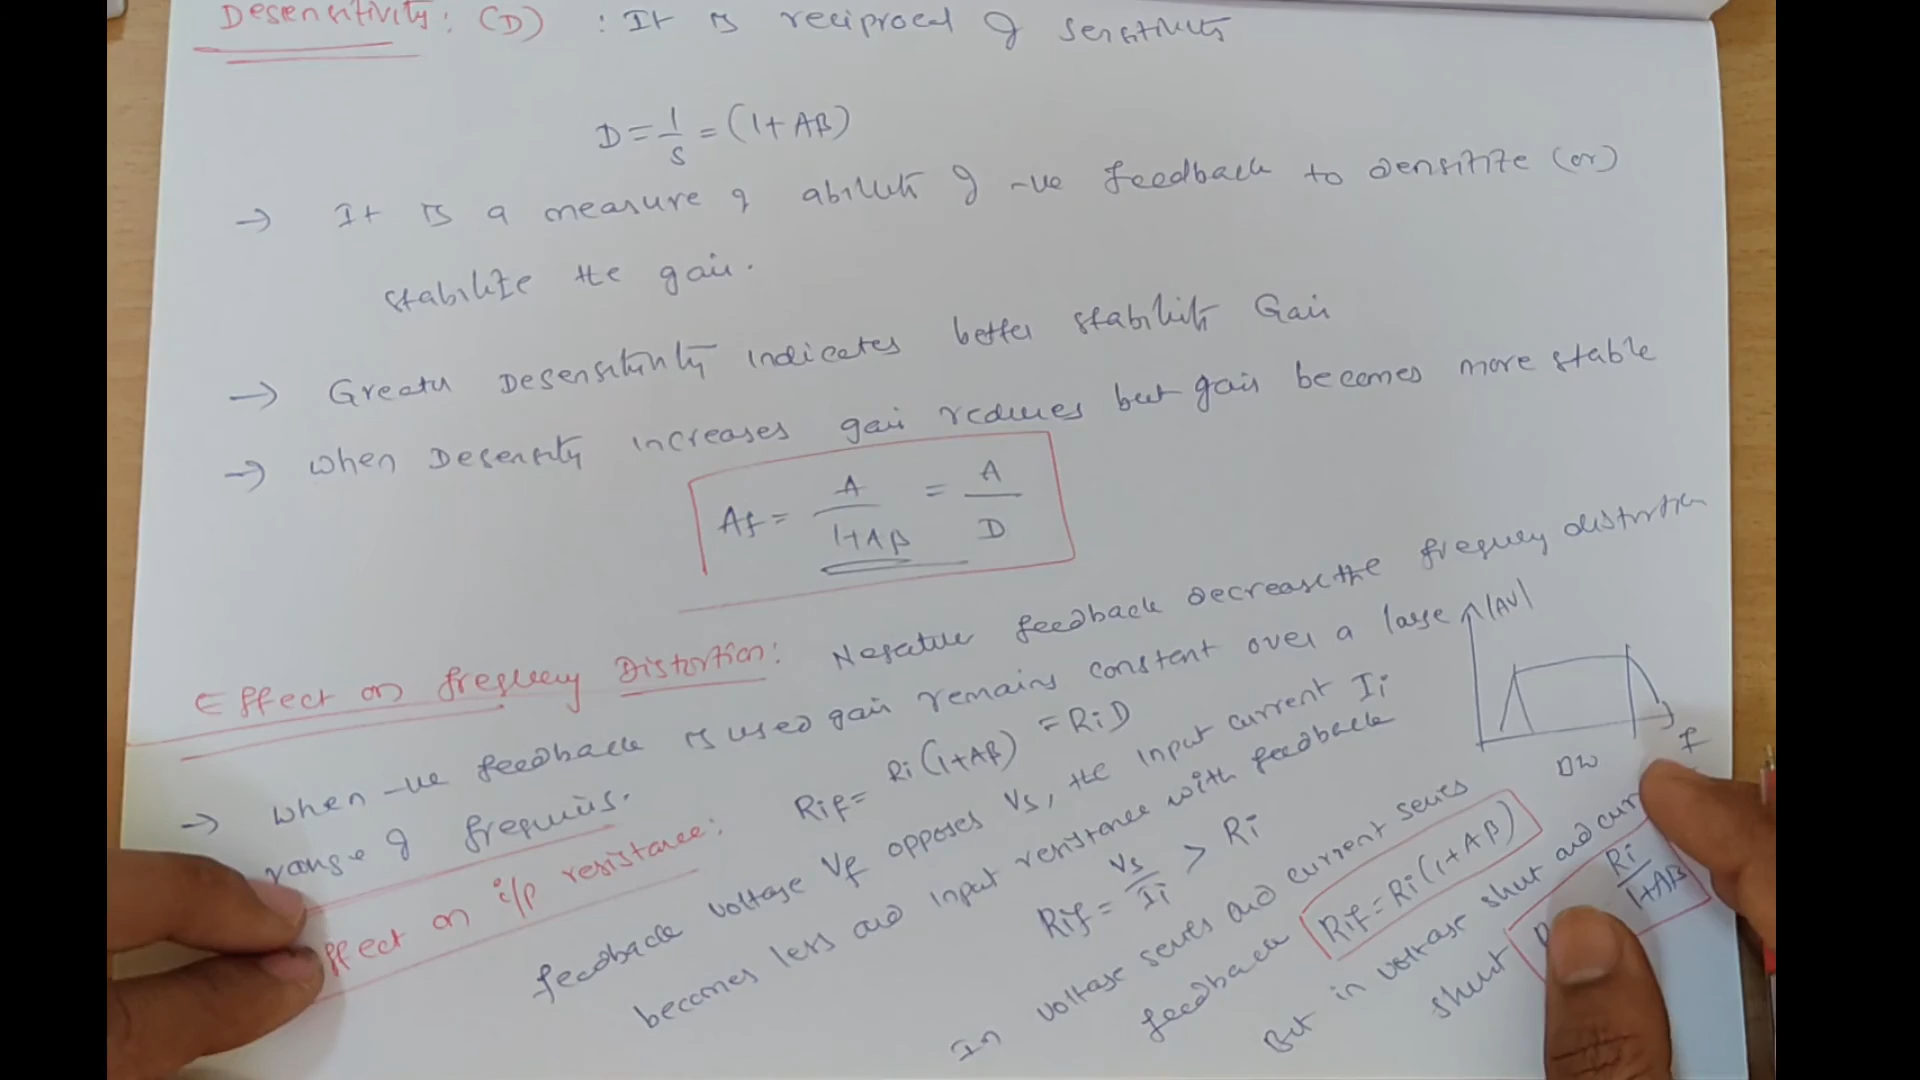 Desensitivity: (D) : It is reciprocal of sensitivity
D = 1/S = (1+Aβ)
→ It is a measure of ability of -ve feedback to densitize (or)
stabilize the gain.
→ Greater Desensitivity indicates better stability Gain
→ when Desensity increases gain reduces but gain becomes more stable
Af = A/(1+Aβ) = A/D
Effect on frequency Distortion: Negative feedback decrease the frequency distortion
→ when -ve feedback is used gain remains constant over a large
range of frequencies.
|AV|
f
BW
Effect on i/p resistance: Rif = Ri(1+Aβ) = RiD
feedback voltage Vf opposes Vs, the input current Ii
becomes less and input resistance with feedback
Rif = Vs/Ii > Ri
In voltage series and current series
feedback Rif = Ri(1+Aβ)
But in voltage shunt and curr
shunt Ri/(1+Aβ)